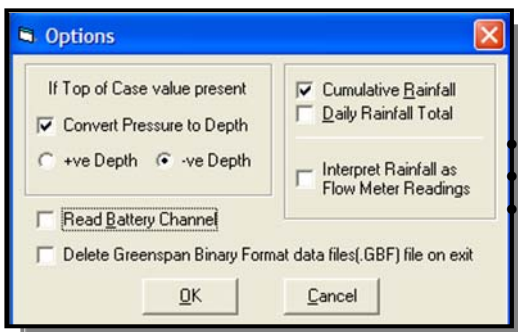 Options
If Top of Case value present
Convert Pressure to Depth
+ve Depth -ve Depth
Cumulative Rainfall
Daily Rainfall Total
Interpret Rainfall as
Flow Meter Readings
Read Battery Channel
Delete Greenspan Binary Format data files(.GBF) file on exit
OK Cancel